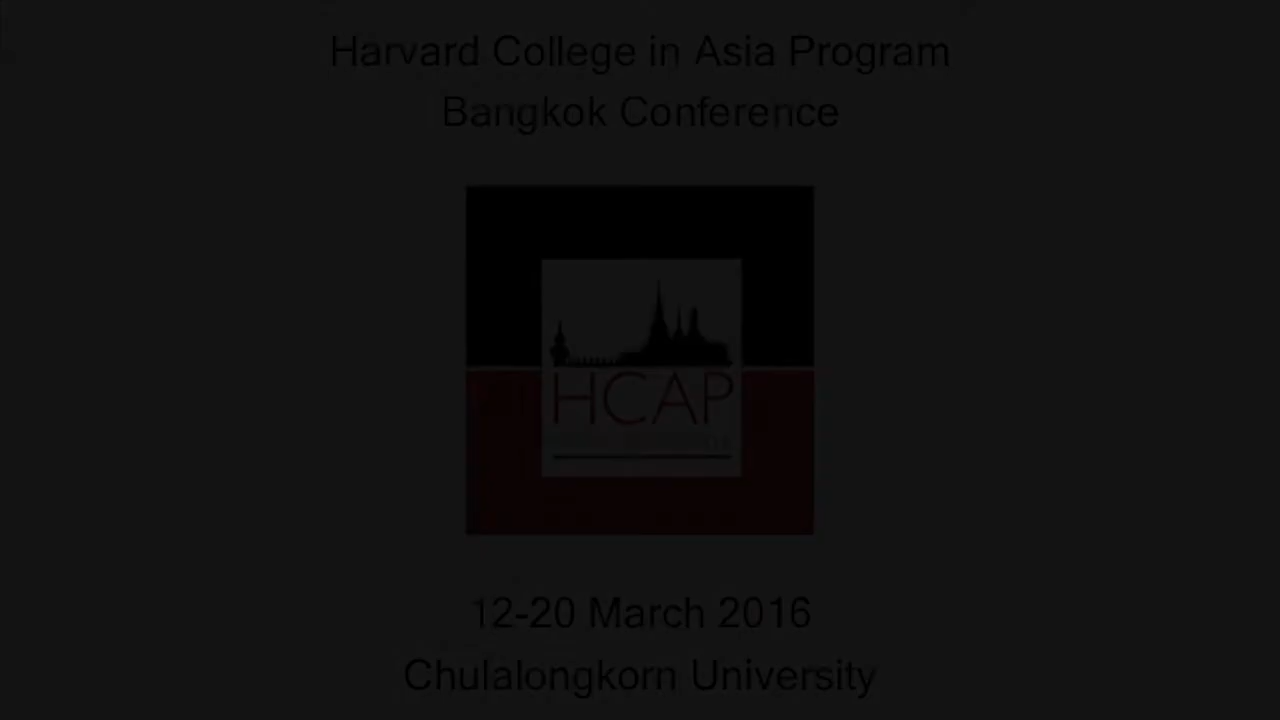 Harvard College in Asia Program
Bangkok Conference
HCAP
12-20 March 2016
Chulalongkorn University